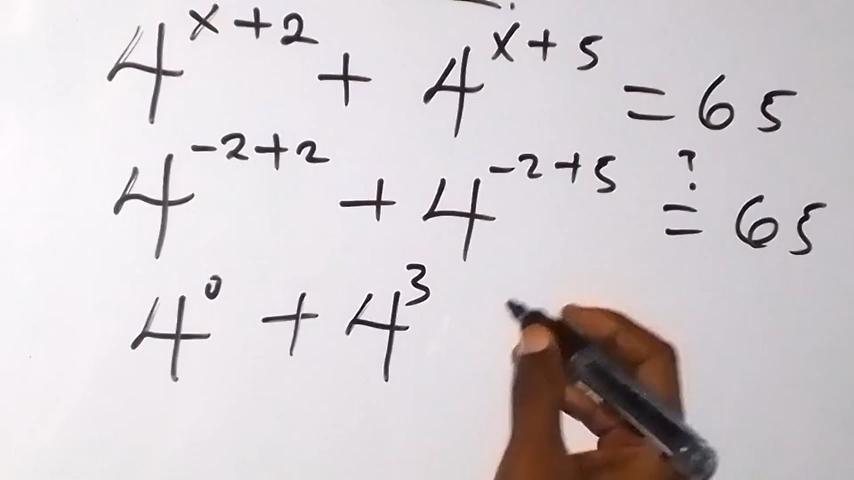 4^{x+2} + 4^{x+5} = 65
4^{-2+2} + 4^{-2+5} ≟ 65
4^0 + 4^3